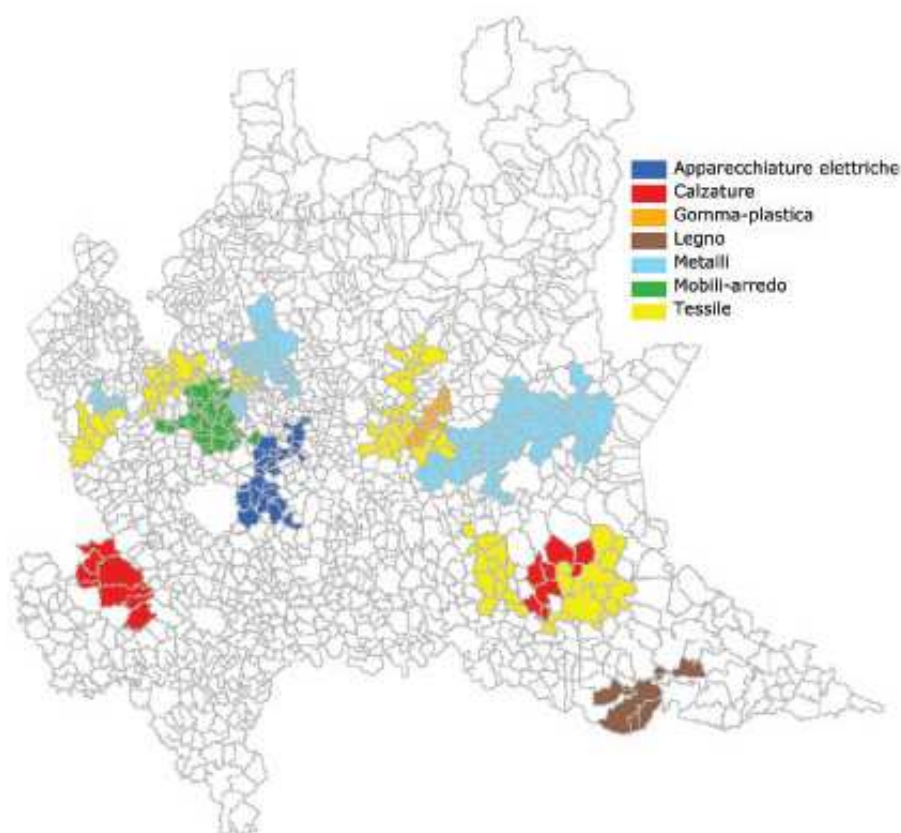 Apparecchiature elettriche
Calzature
Gomma-plastica
Legno
Metalli
Mobili-arredo
Tessile